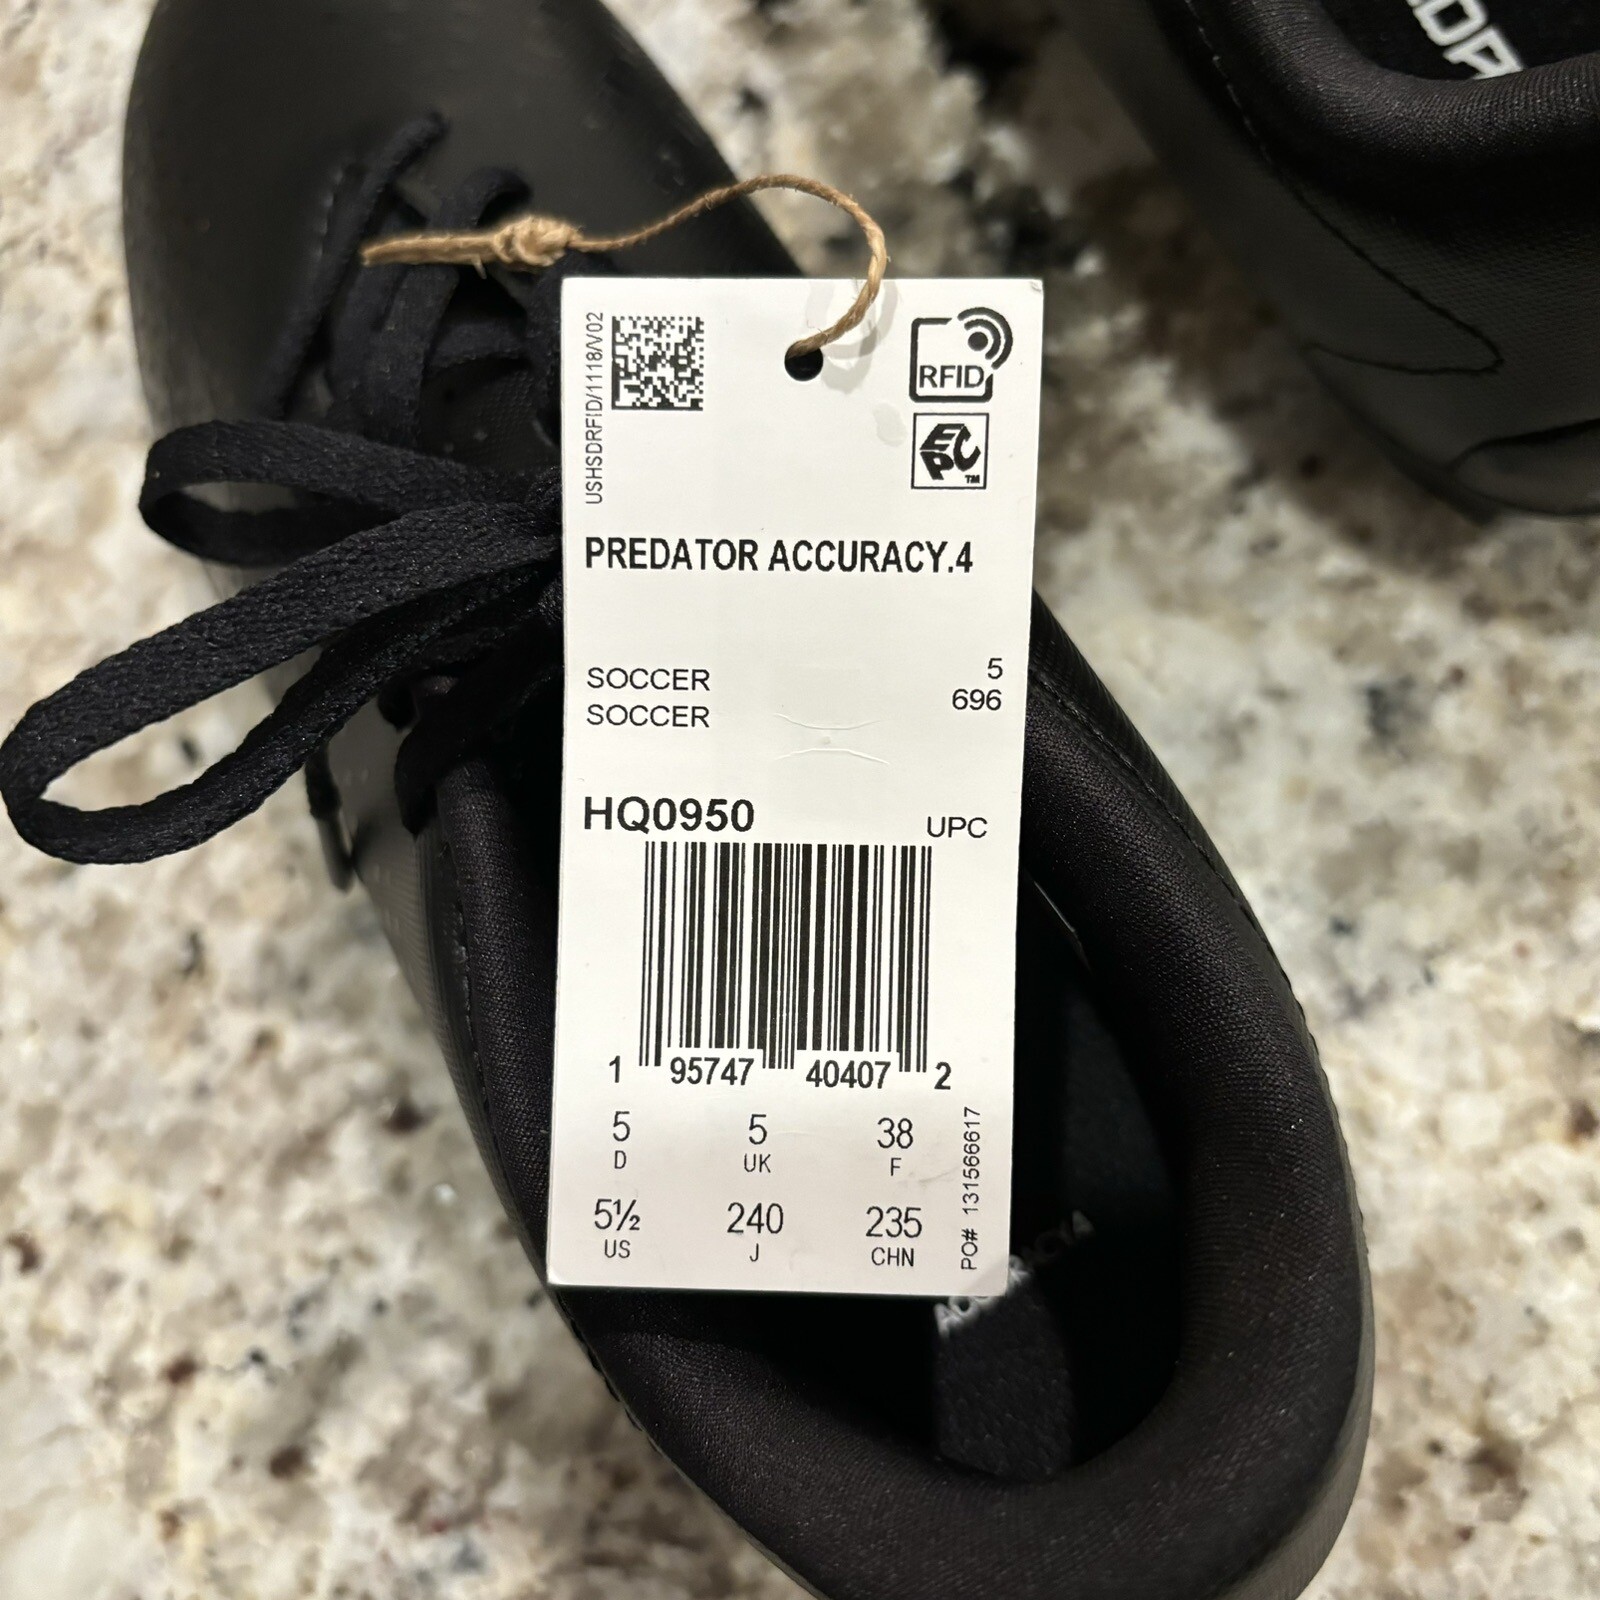 USHSDRFID/1118/V02
RFID
EPC™
PREDATOR ACCURACY.4
SOCCER 5
SOCCER 696
HQ0950 UPC
1 95747 40407 2
5 5 38
D UK F
5½ 240 235
US J CHN
PO# 131566617